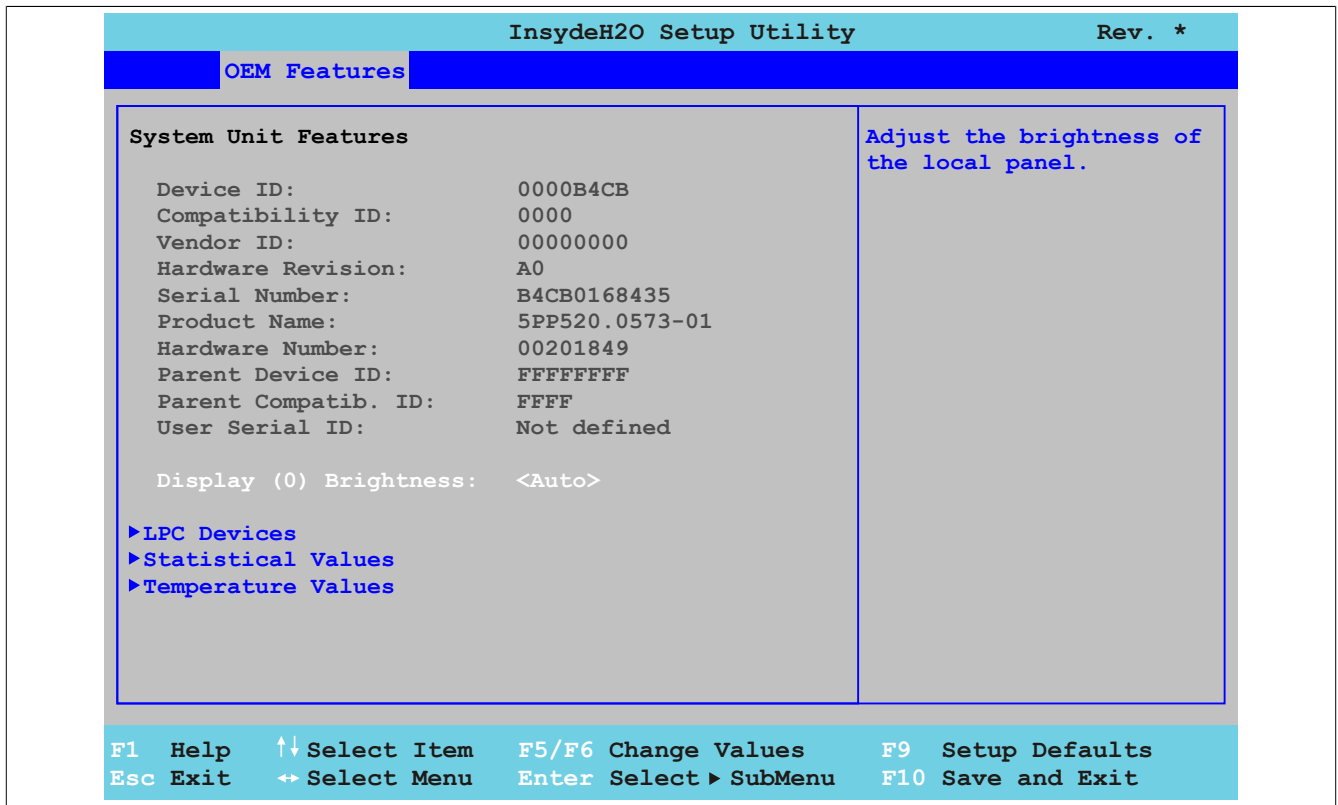 InsydeH2O Setup Utility Rev. *
OEM Features
System Unit Features
Adjust the brightness of
the local panel.
Device ID: 0000B4CB
Compatibility ID: 0000
Vendor ID: 00000000
Hardware Revision: A0
Serial Number: B4CB0168435
Product Name: 5PP520.0573-01
Hardware Number: 00201849
Parent Device ID: FFFFFFFF
Parent Compatib. ID: FFFF
User Serial ID: Not defined
Display (0) Brightness: <Auto>
▶LPC Devices
▶Statistical Values
▶Temperature Values
F1 Help ↑↓ Select Item F5/F6 Change Values F9 Setup Defaults
Esc Exit ↔ Select Menu Enter Select ▶ SubMenu F10 Save and Exit